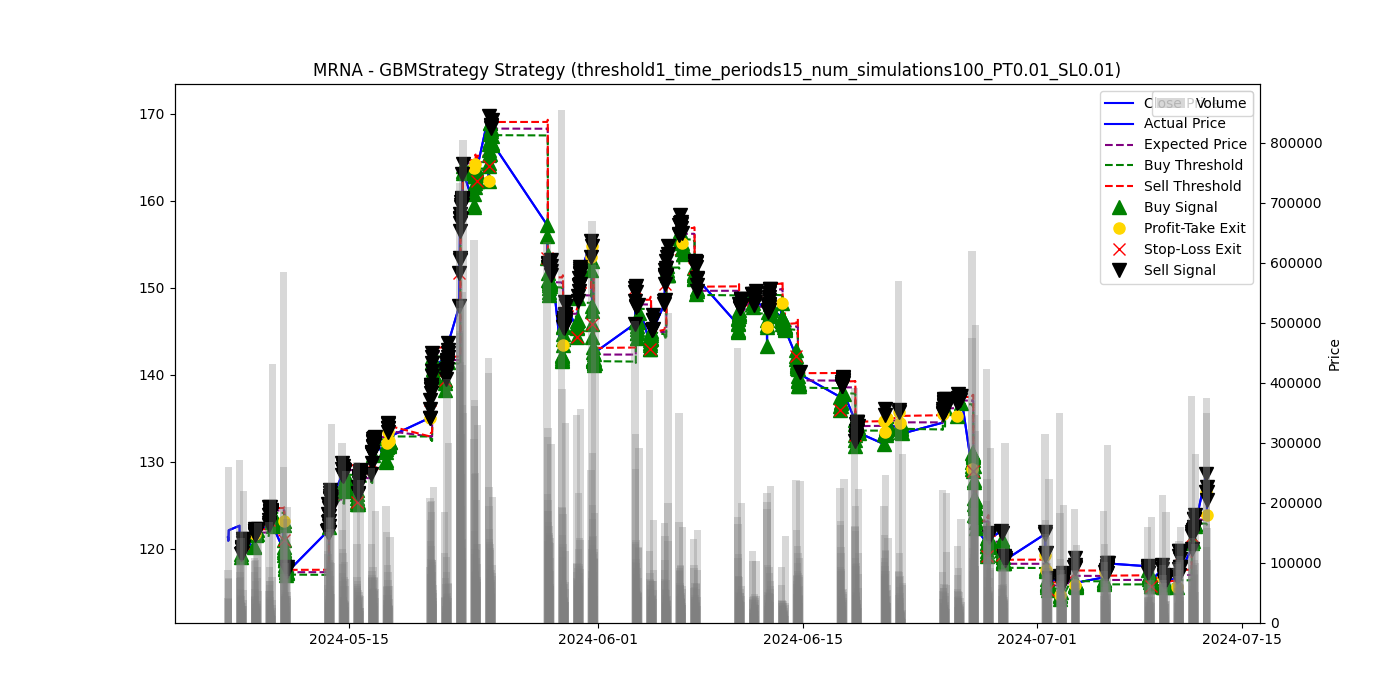 MRNA - GBMStrategy Strategy (threshold1_time_periods15_num_simulations100_PT0.01_SL0.01)
170
160
150
140
130
120
800000
700000
600000
500000
400000
300000
200000
100000
0
Price
2024-05-15
2024-06-01
2024-06-15
2024-07-01
2024-07-15
Volume
Actual Price
Expected Price
Buy Threshold
Sell Threshold
Buy Signal
Profit-Take Exit
Stop-Loss Exit
Sell Signal